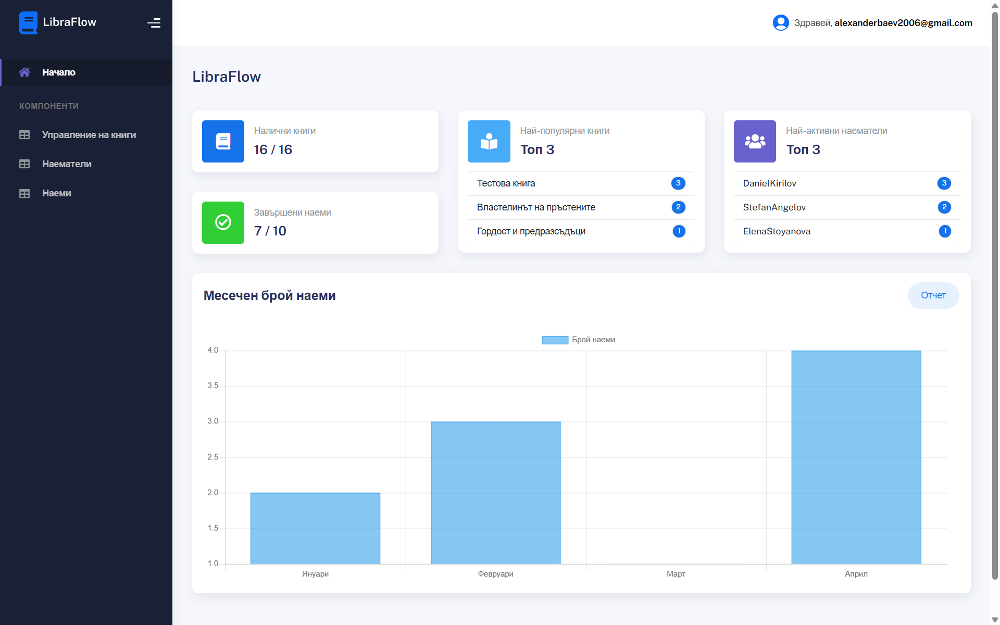 LibraFlow
Здравей, alexanderbaev2006@gmail.com
Начало
КОМПОНЕНТИ
Управление на книги
Наематели
Наеми
LibraFlow
Налични книги
16 / 16
Завършени наеми
7 / 10
Най-популярни книги
Топ 3
Тестова книга 3
Властелинът на пръстените 2
Гордост и предразсъдъци 1
Най-активни наематели
Топ 3
DanielKirilov 3
StefanAngelov 2
ElenaStoyanova 1
Месечен брой наеми
Отчет
Брой наеми
4.0
3.5
3.0
2.5
2.0
1.5
1.0
Януари Февруари Март Април